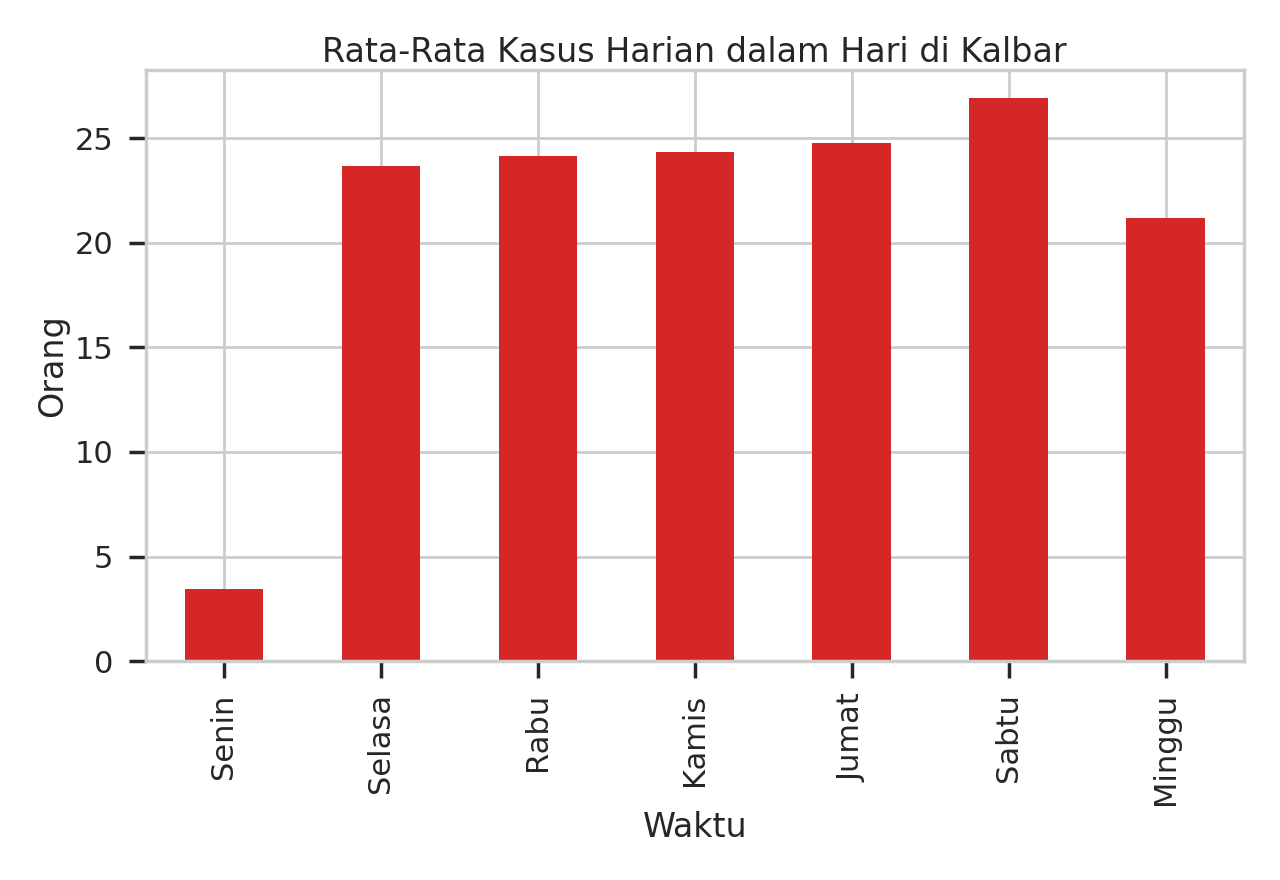 Rata-Rata Kasus Harian dalam Hari di Kalbar
Orang
25
20
15
10
5
0
Senin
Selasa
Rabu
Kamis
Jumat
Sabtu
Minggu
Waktu